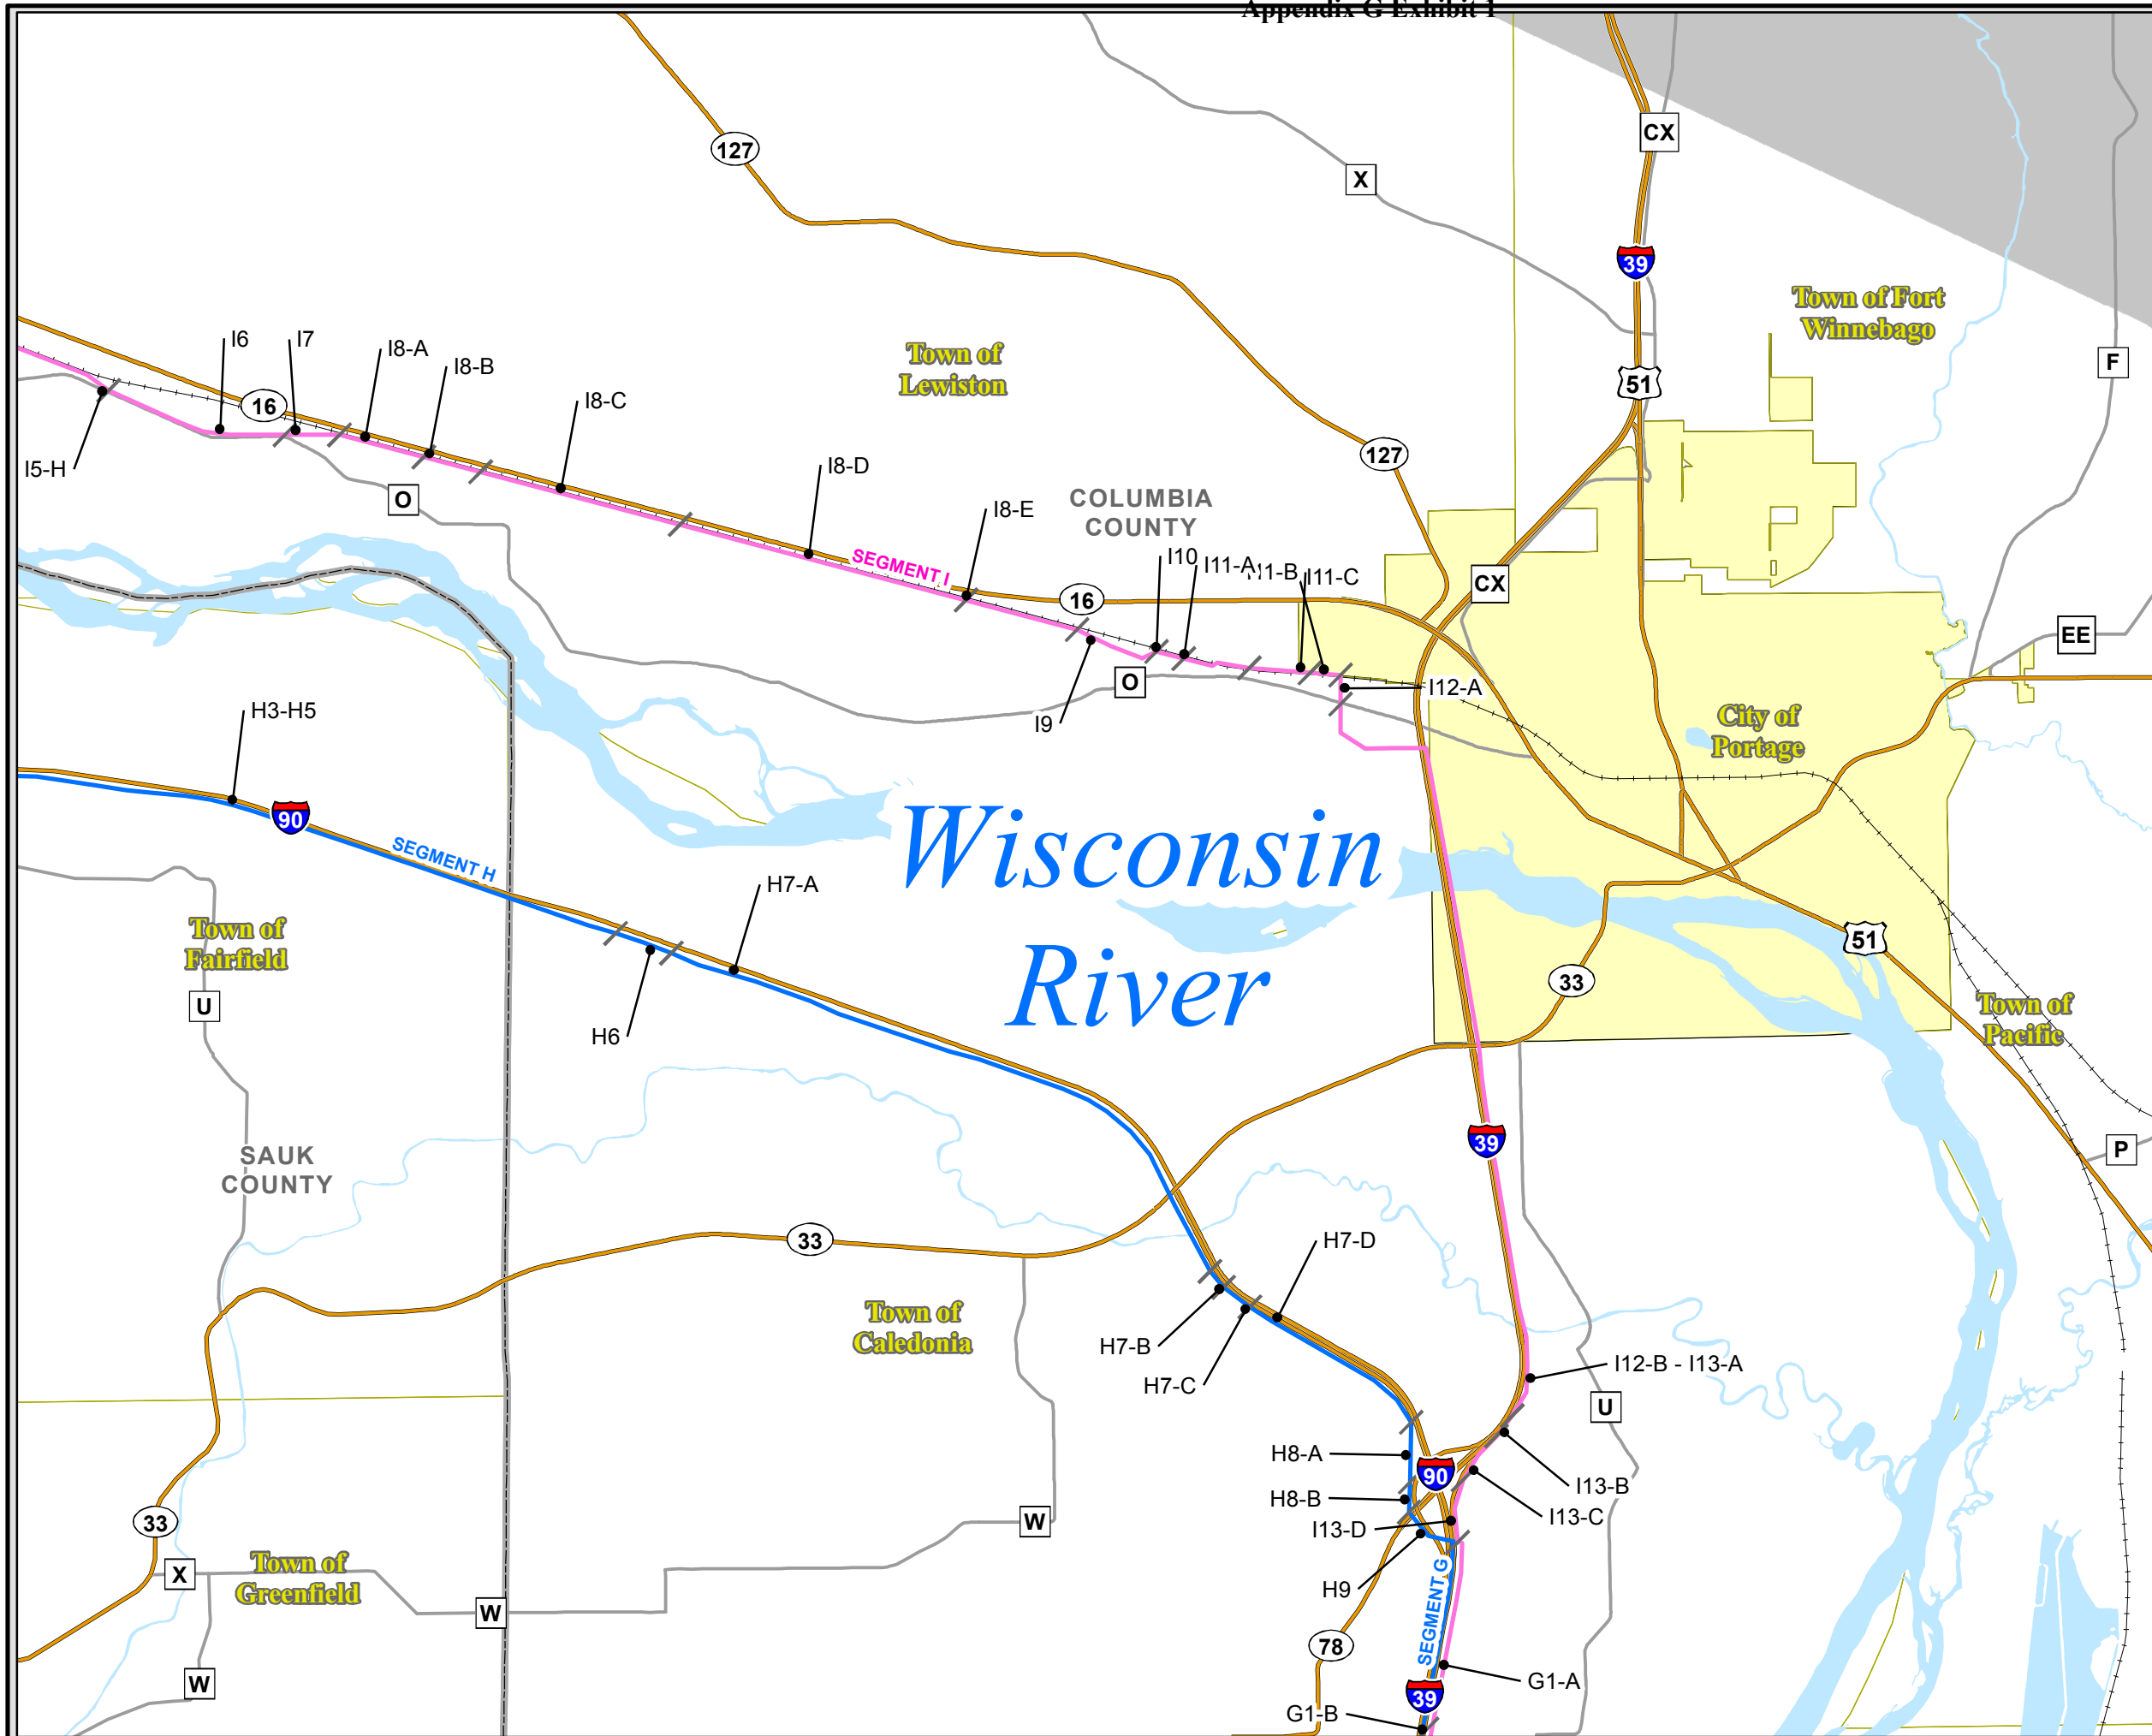 Appendix G Exhibit 1
CX
127
X
39
Town of Fort
Winnebago
I6
I7
I8-A
I8-B
Town of
Lewiston
F
51
I8-C
16
127
I5-H
O
I8-D
COLUMBIA
COUNTY
I8-E
SEGMENT I
I10
I11-A
I11-C
CX
16
EE
O
I12-A
I9
H3-H5
City of
Portage
90
SEGMENT H
Wisconsin
River
H7-A
Town of
Fairfield
51
33
U
Town of
Pacific
H6
39
P
SAUK
COUNTY
33
H7-D
Town of
Caledonia
H7-B
H7-C
I12-B - I13-A
U
H8-A
90
H8-B
I13-B
I13-C
I13-D
33
W
X
Town of
Greenfield
H9
SEGMENT G
W
78
W
G1-A
39
G1-B